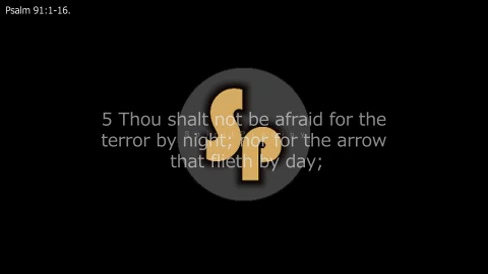 Psalm 91:1-16.
5 Thou shalt not be afraid for the
terror by night; nor for the arrow
that flieth by day;
Sp